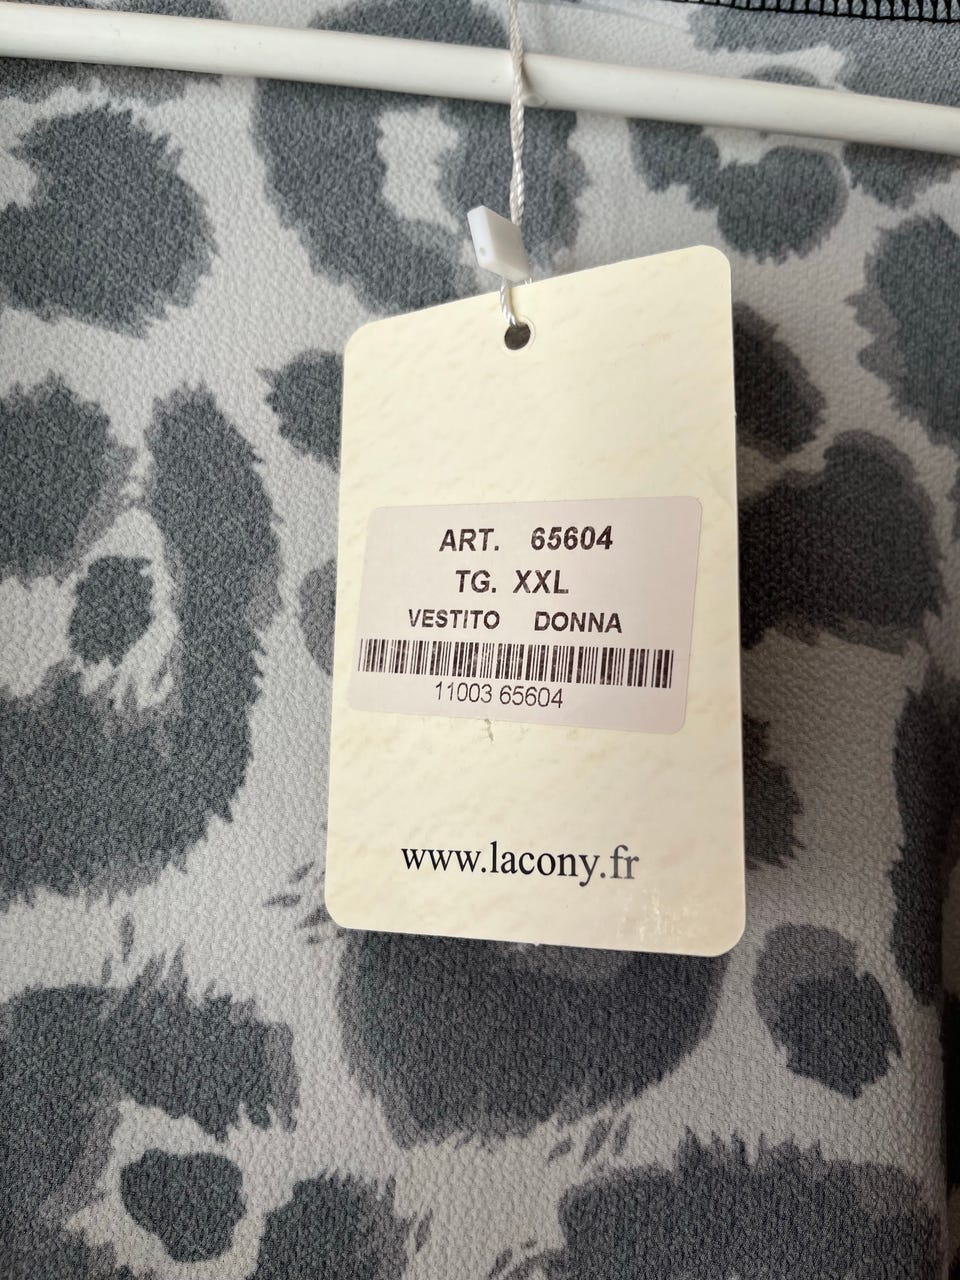 ART. 65604
TG. XXL
VESTITO DONNA
11003 65604
www.lacony.fr